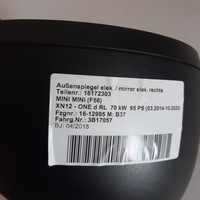 Außenspiegel elek. / mirror elek. rechts
Teilenr.: 16172303
MINI MINI (F56)
XN12 - ONE d RL 70 kW 95 PS (03.2014-10.2020)
Fzgnr.: 16-12995 M: B37
Fahrg.Nr.: 3B17057
BJ: 04/2015